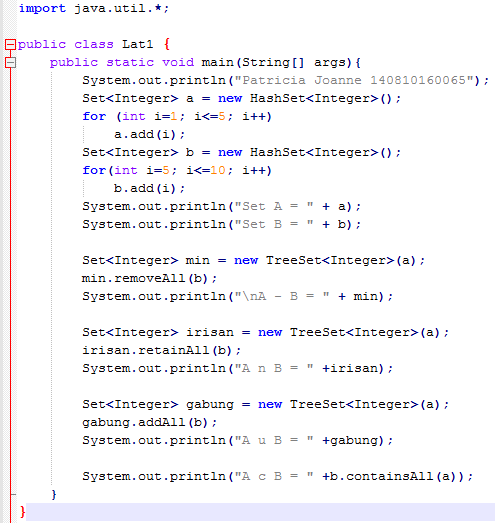 import java.util.*;
public class Lat1 {
public static void main(String[] args){
System.out.println("Patricia Joanne 140810160065");
Set<Integer> a = new HashSet<Integer>();
for (int i=1; i<=5; i++)
a.add(i);
Set<Integer> b = new HashSet<Integer>();
for(int i=5; i<=10; i++)
b.add(i);
System.out.println("Set A = " + a);
System.out.println("Set B = " + b);
Set<Integer> min = new TreeSet<Integer>(a);
min.removeAll(b);
System.out.println("\nA - B = " + min);
Set<Integer> irisan = new TreeSet<Integer>(a);
irisan.retainAll(b);
System.out.println("A n B = " +irisan);
Set<Integer> gabung = new TreeSet<Integer>(a);
gabung.addAll(b);
System.out.println("A u B = " +gabung);
System.out.println("A c B = " +b.containsAll(a));
}
}